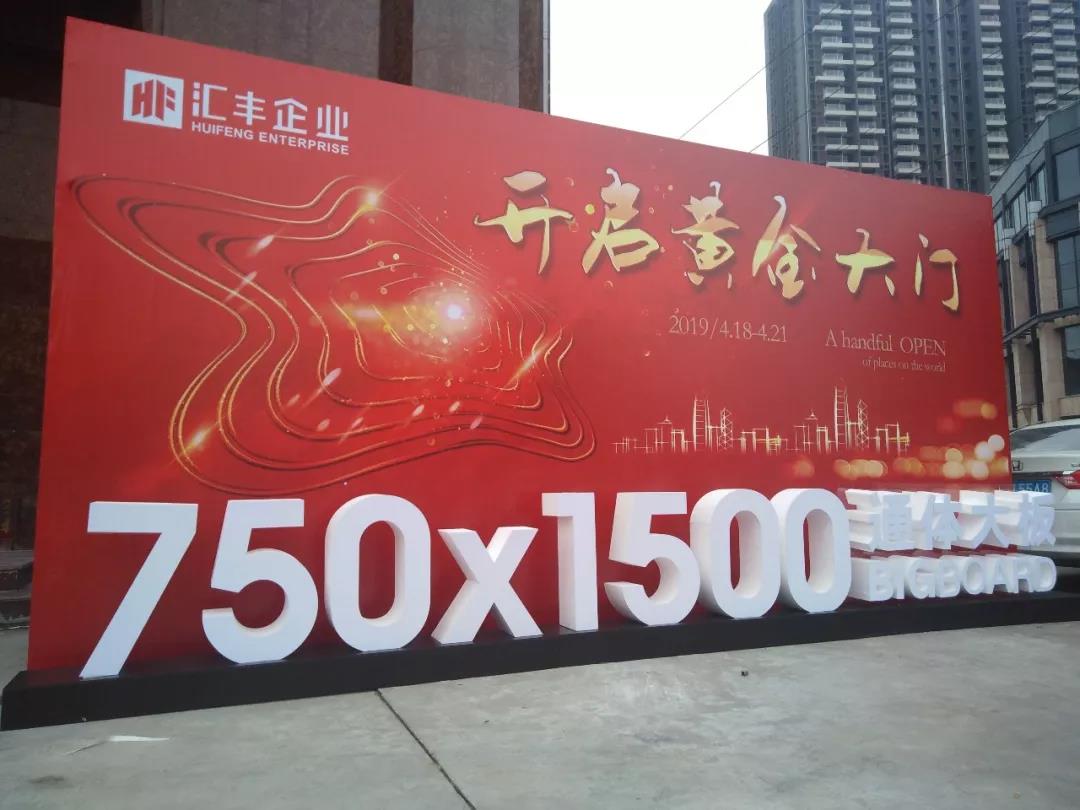 HF 汇丰企业
HUIFENG ENTERPRISE
开启黄金大门
2019/4.18-4.21
A handful OPEN
of places on the world
750x1500
通体大板
BIGBOARD